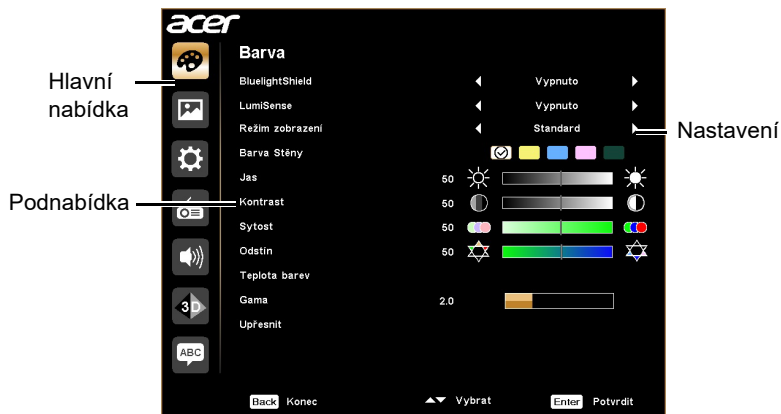 acer
Barva
BluelightShield Vypnuto
LumiSense Vypnuto
Režim zobrazení Standard
Barva Stěny
Jas 50
Kontrast 50
Sytost 50
Odstín 50
Teplota barev
Gama 2.0
Upřesnit
3D
ABC
Back Konec Vybrat Enter Potvrdit
Hlavní
nabídka
Podnabídka
Nastavení